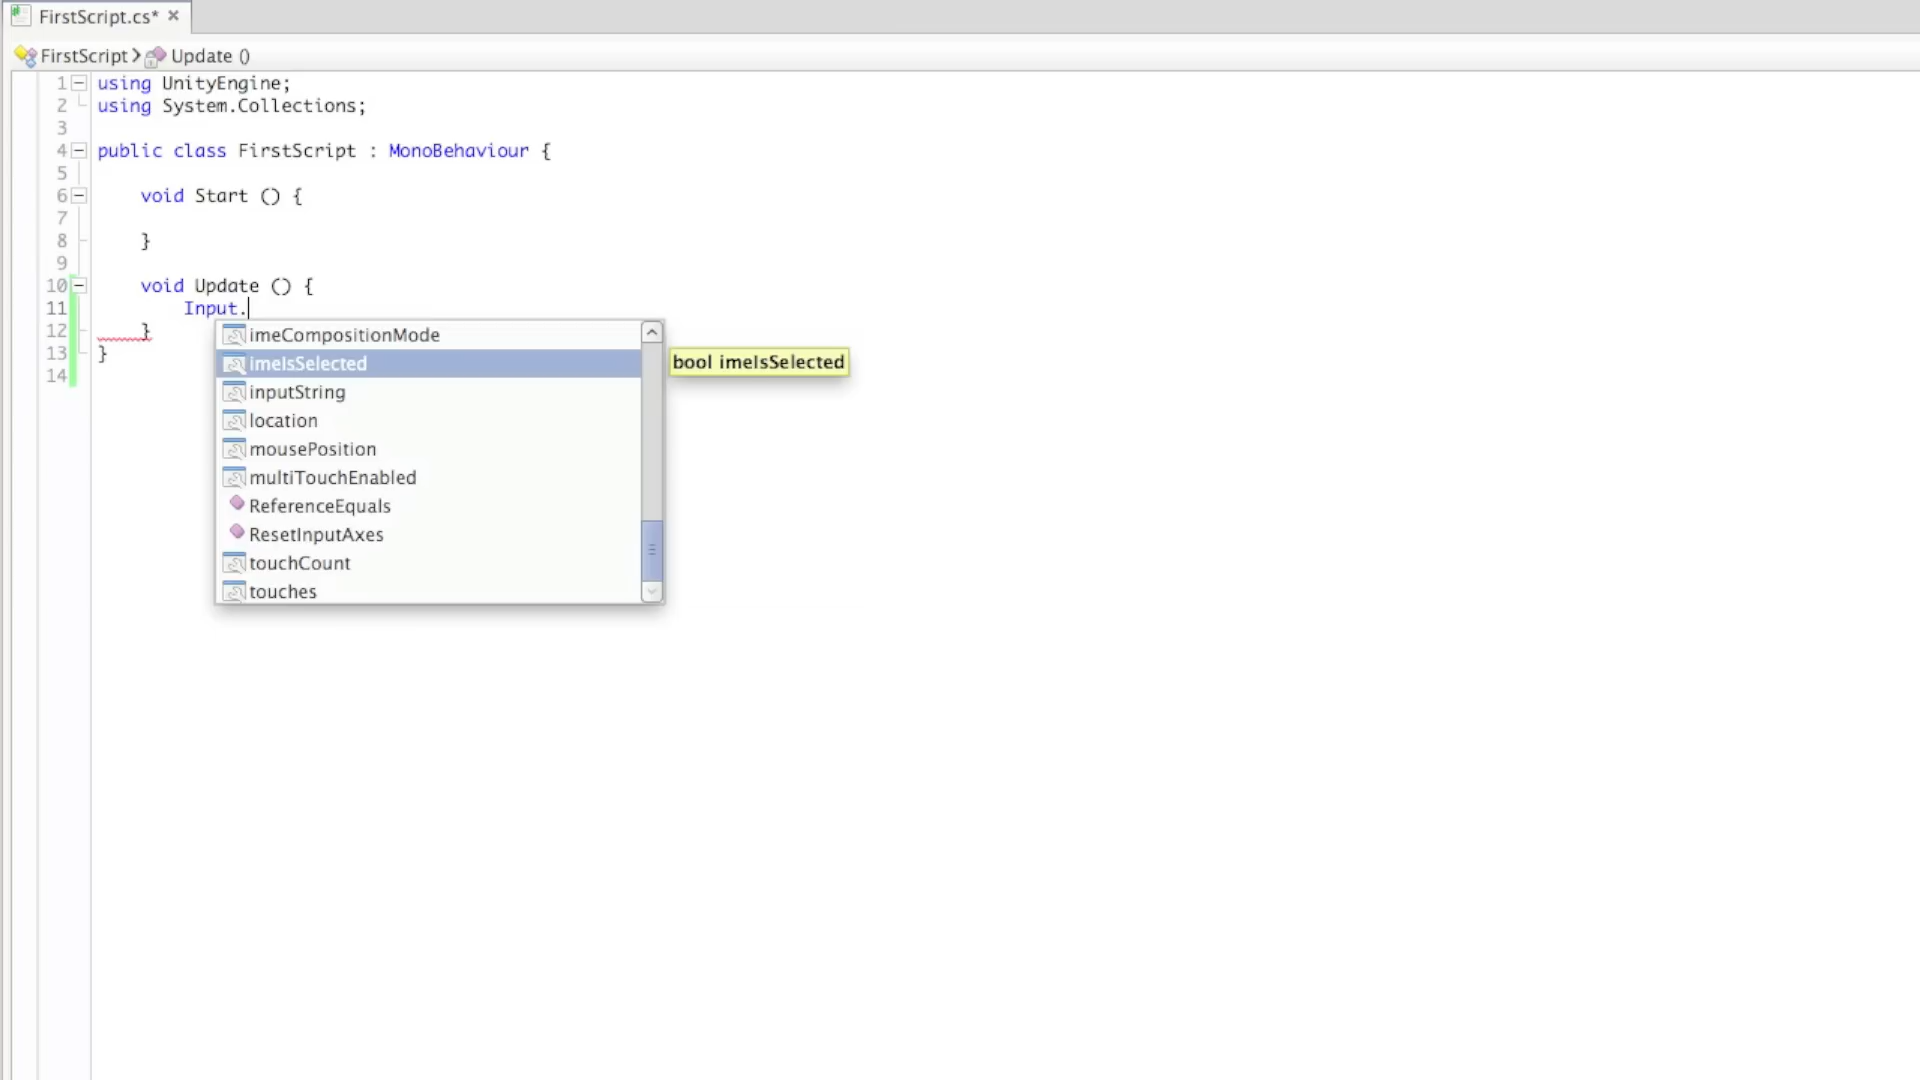 FirstScript.cs*
FirstScript Update ()
1 using UnityEngine;
2 using System.Collections;
3
4 public class FirstScript : MonoBehaviour {
5
6 void Start () {
7
8 }
9
10 void Update () {
11 Input.
12 }
13 }
14
imeCompositionMode
imeIsSelected
bool imeIsSelected
inputString
location
mousePosition
multiTouchEnabled
ReferenceEquals
ResetInputAxes
touchCount
touches